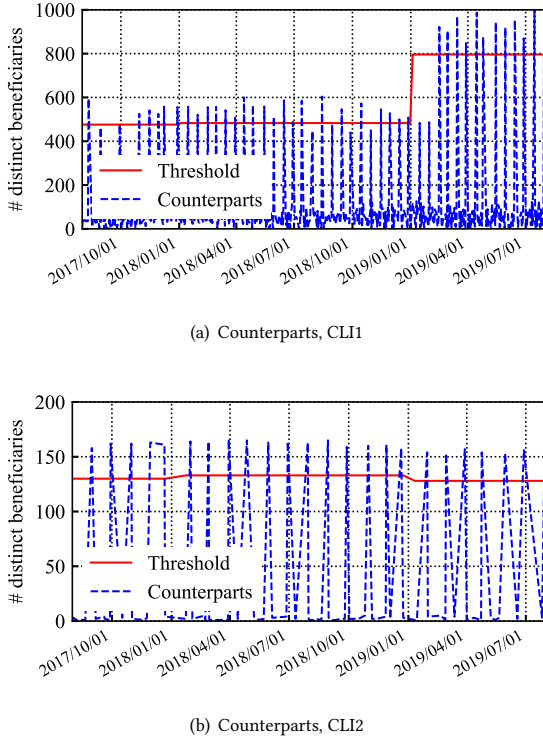 # distinct beneficiaries
1000
800
600
400
200
0
Threshold
Counterparts
2017/10/01 2018/01/01 2018/04/01 2018/07/01 2018/10/01 2019/01/01 2019/04/01 2019/07/01
(a) Counterparts, CLI1
# distinct beneficiaries
200
150
100
50
0
Threshold
Counterparts
2017/10/01 2018/01/01 2018/04/01 2018/07/01 2018/10/01 2019/01/01 2019/04/01 2019/07/01
(b) Counterparts, CLI2